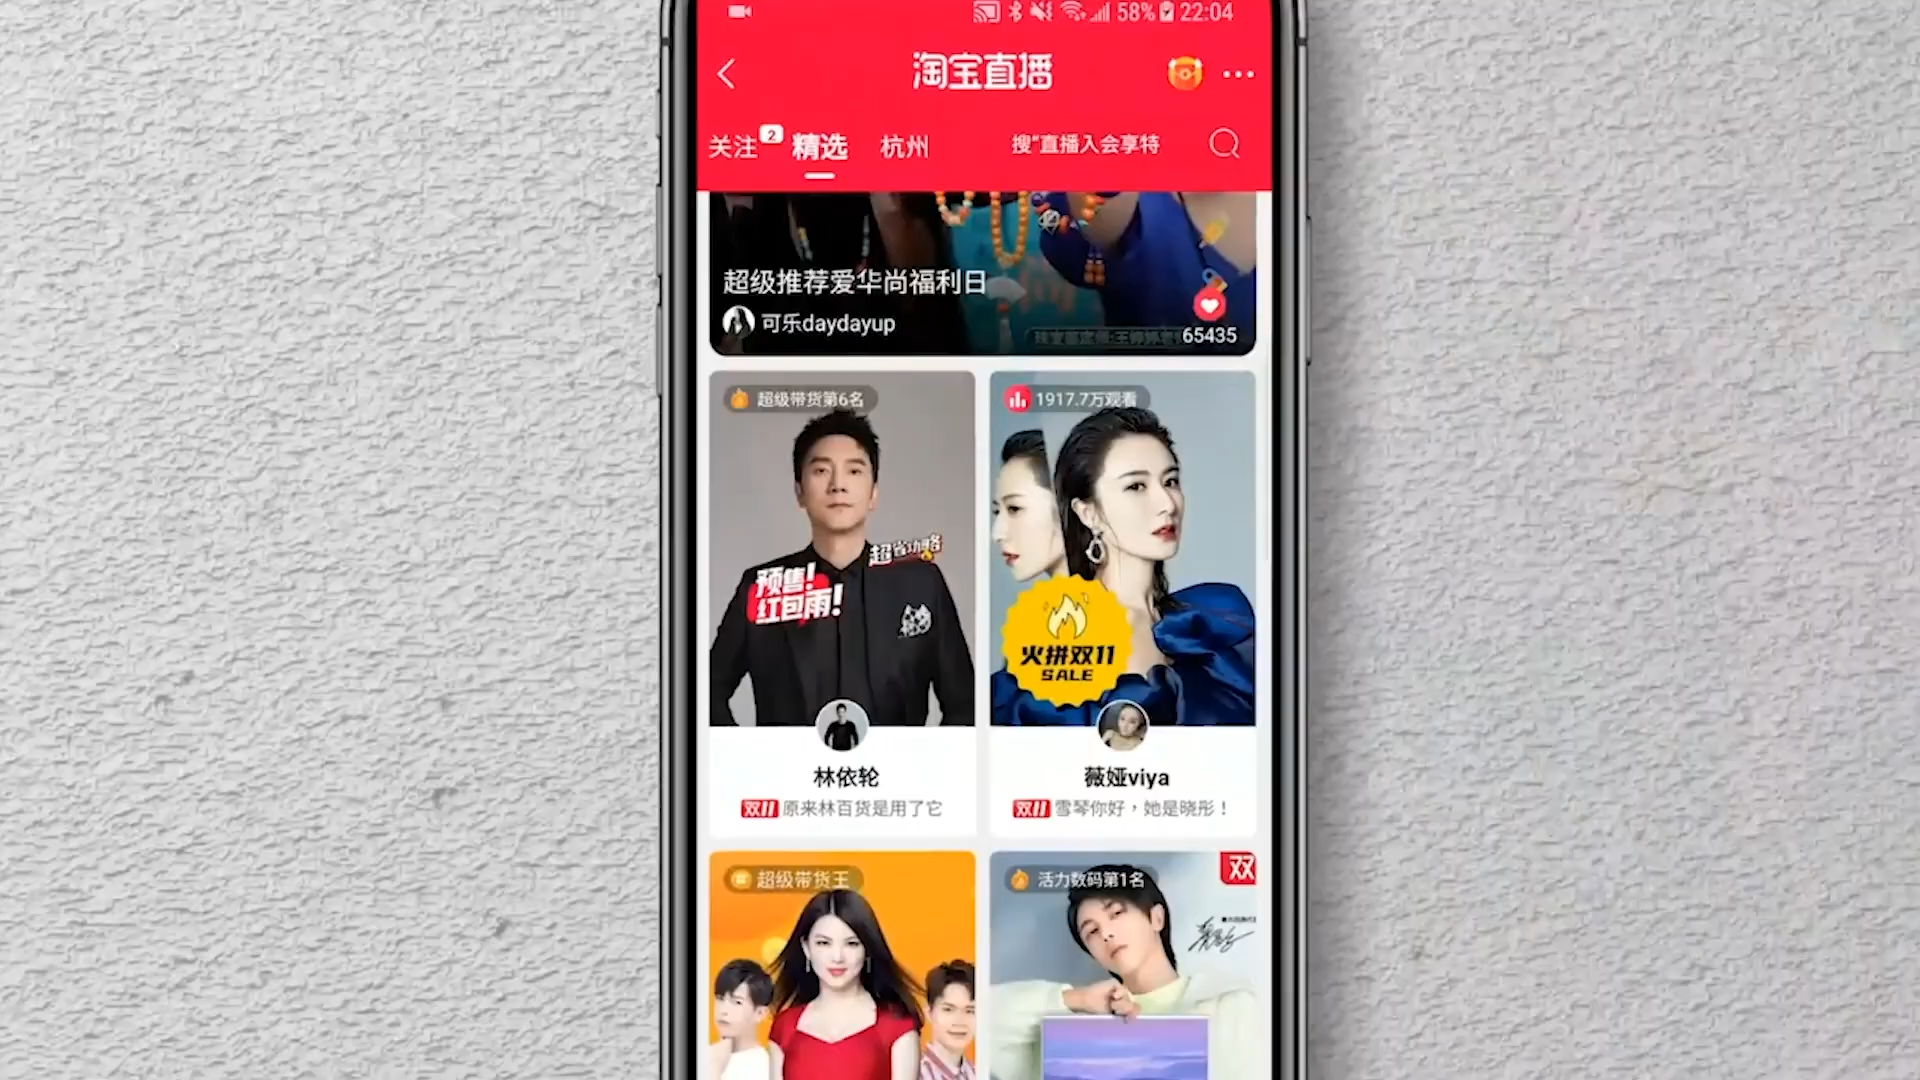 58% 22:04
淘宝直播
关注 2 精选 杭州 搜“直播入会享特
超级推荐爱华尚福利日
可乐daydayup
65435
超级带货第6名
1917.7万观看
超省攻略
预售!
红包雨!
火拼双11
SALE
林依轮
薇娅viya
双11 原来林百货是用了它
双11 雪琴你好，她是晓彤！
超级带货王
活力数码第1名
双